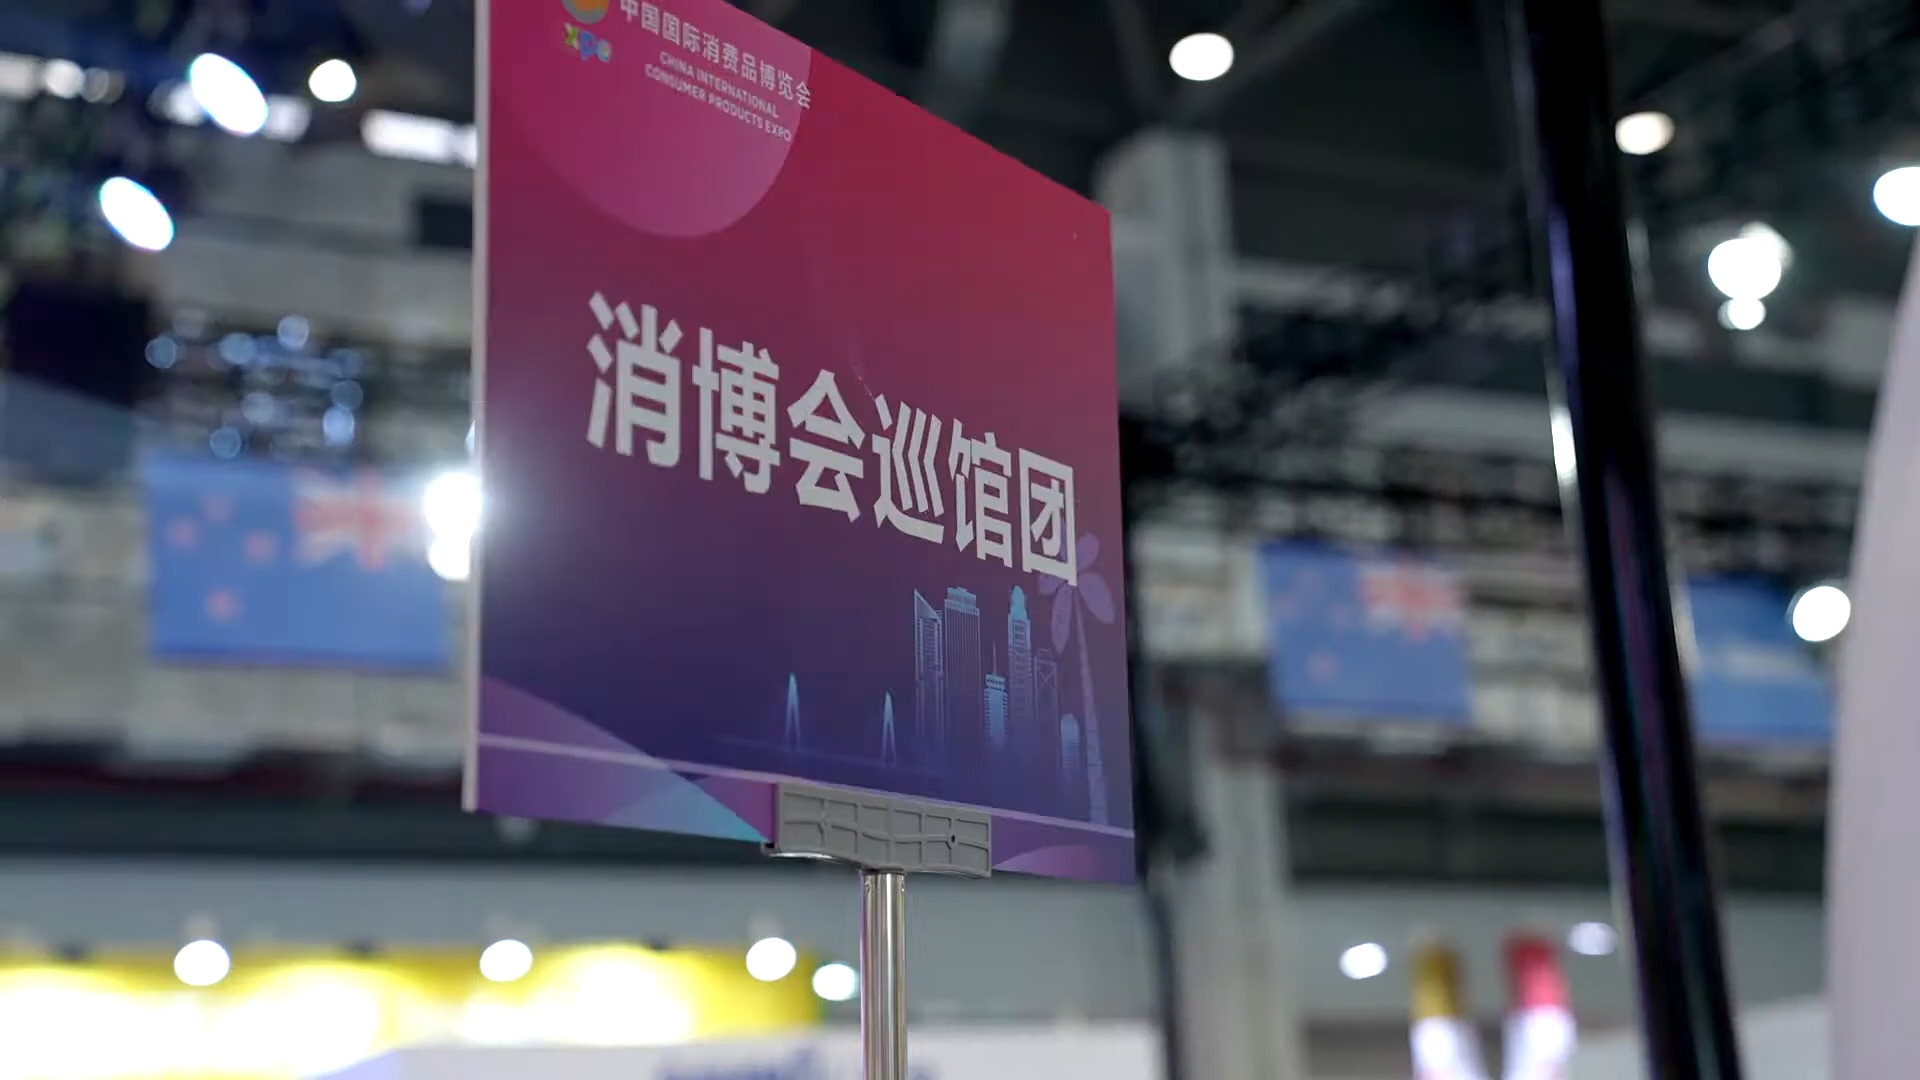 中国国际消费品博览会
CHINA INTERNATIONAL
CONSUMER PRODUCTS EXPO
xpe
消博会巡馆团